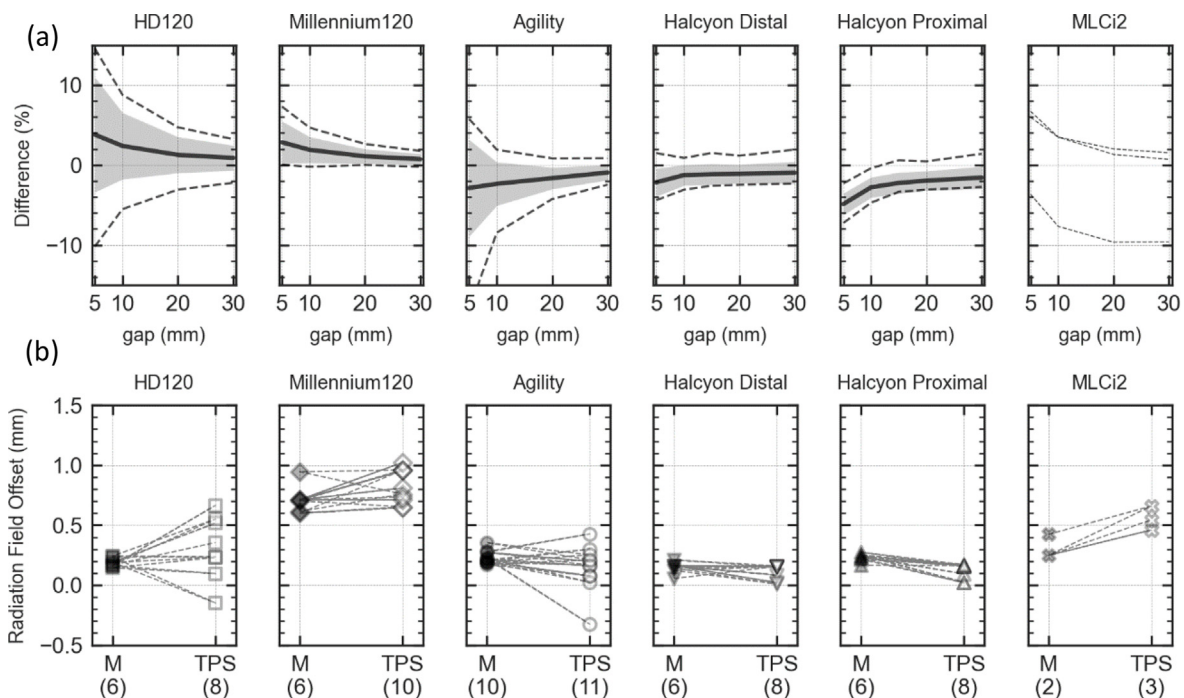 (a)
HD120 Millennium120 Agility Halcyon Distal Halcyon Proximal MLCi2
Difference (%)
10
0
−10
5 10 20 30 5 10 20 30 5 10 20 30 5 10 20 30 5 10 20 30 5 10 20 30
gap (mm) gap (mm) gap (mm) gap (mm) gap (mm) gap (mm)
(b)
HD120 Millennium120 Agility Halcyon Distal Halcyon Proximal MLCi2
Radiation Field Offset (mm)
1.5
1.0
0.5
0.0
−0.5
M TPS M TPS M TPS M TPS M TPS M TPS
(6) (8) (6) (10) (10) (11) (6) (8) (6) (8) (2) (3)